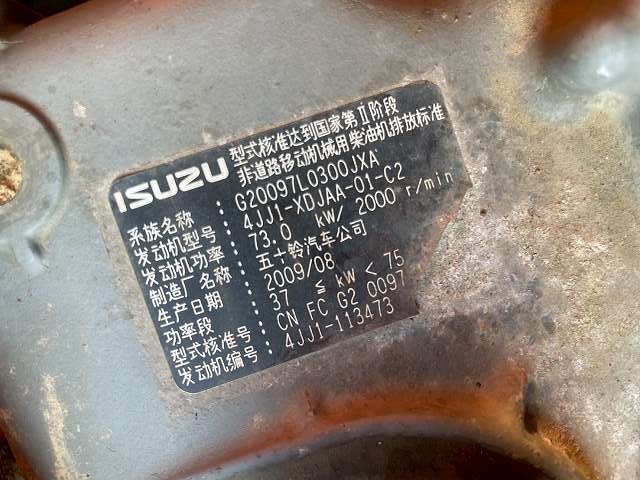 ISUZU
型式核准达到国家第Ⅱ阶段
非道路移动机械用柴油机排放标准
系族名称 : G20097L0300JXA
发动机型号 : 4JJ1-XDJAA-01-C2
发动机功率 : 73.0 kW/ 2000 r/min
制造厂名称 : 五十铃汽车公司
生产日期 : 2009/08
功率段 : 37 ≤ kW < 75
型式核准号 : CN FC G2 0097
发动机编号 : 4JJ1-113473